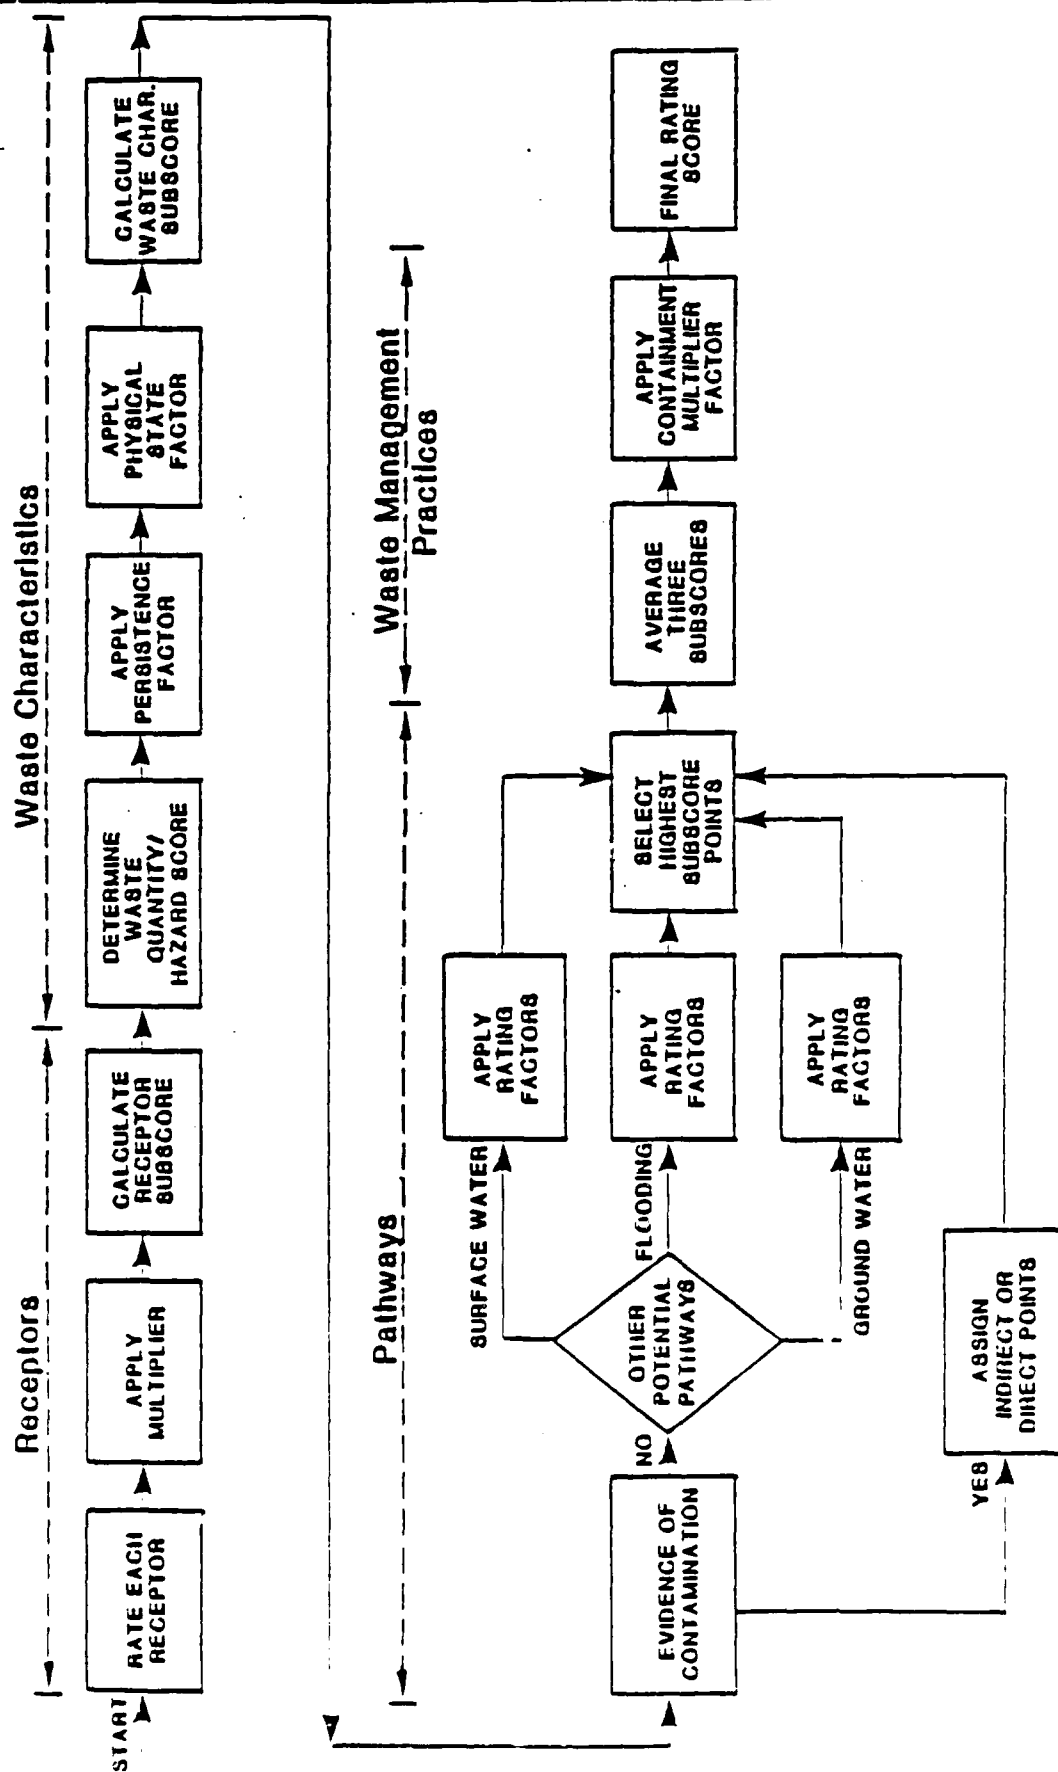 Receptors
Waste Characteristics
START
RATE EACH
RECEPTOR
APPLY
MULTIPLIER
CALCULATE
RECEPTOR
SUBSCORE
DETERMINE
WASTE
QUANTITY/
HAZARD SCORE
APPLY
PERSISTENCE
FACTOR
APPLY
PHYSICAL
STATE
FACTOR
CALCULATE
WASTE CHAR.
SUBSCORE
Pathways
Waste Management
Practices
EVIDENCE OF
CONTAMINATION
NO
OTHER
POTENTIAL
PATHWAYS
SURFACE WATER
APPLY
RATING
FACTORS
FLOODING
APPLY
RATING
FACTORS
GROUND WATER
APPLY
RATING
FACTORS
YES
ASSIGN
INDIRECT OR
DIRECT POINTS
SELECT
HIGHEST
SUBSCORE
POINTS
AVERAGE
THREE
SUBSCORES
APPLY
CONTAINMENT
MULTIPLIER
FACTOR
FINAL RATING
SCORE